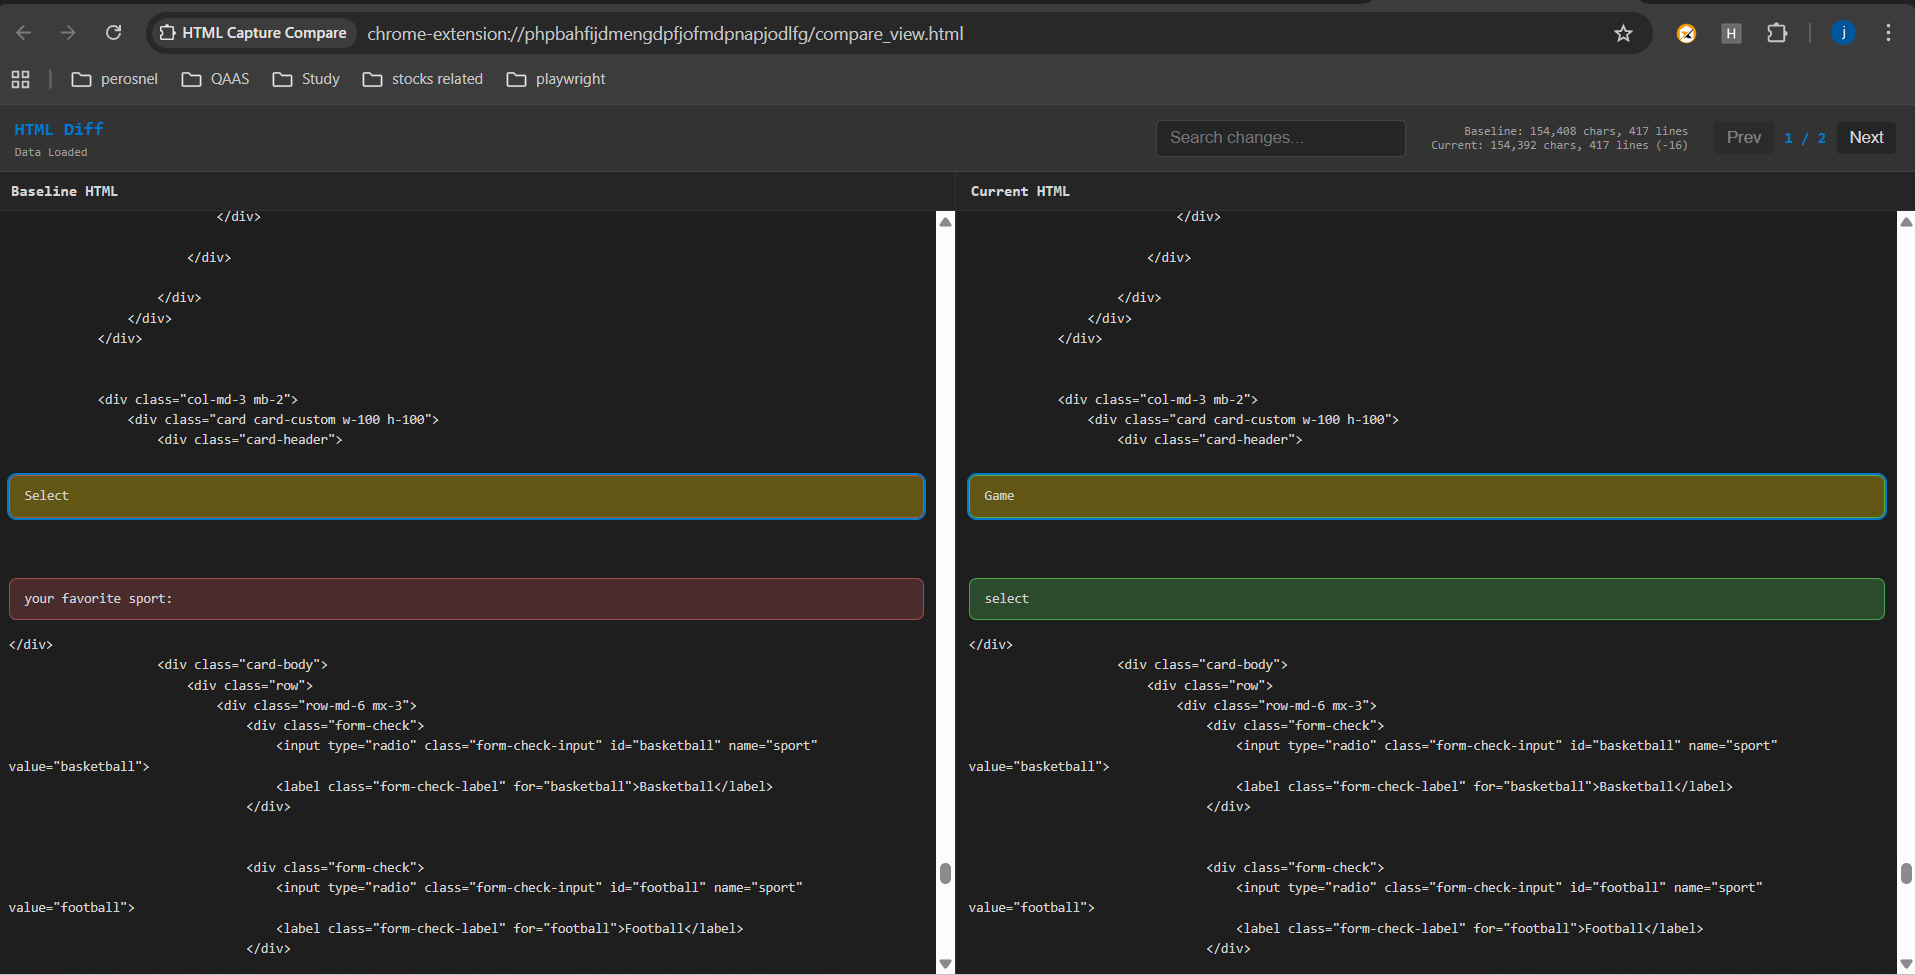 HTML Capture Compare
chrome-extension://phpbahfijdmengdpfjofmdpnapjodlfg/compare_view.html
H
j
perosnel
QAAS
Study
stocks related
playwright
HTML Diff
Data Loaded
Search changes...
Baseline: 154,408 chars, 417 lines
Current: 154,392 chars, 417 lines (-16)
Prev
1 / 2
Next
Baseline HTML
</div>
</div>
</div>
</div>
</div>
<div class="col-md-3 mb-2">
<div class="card card-custom w-100 h-100">
<div class="card-header">
Select
your favorite sport:
</div>
<div class="card-body">
<div class="row">
<div class="row-md-6 mx-3">
<div class="form-check">
<input type="radio" class="form-check-input" id="basketball" name="sport"
value="basketball">
<label class="form-check-label" for="basketball">Basketball</label>
</div>
<div class="form-check">
<input type="radio" class="form-check-input" id="football" name="sport"
value="football">
<label class="form-check-label" for="football">Football</label>
</div>
Current HTML
</div>
</div>
</div>
</div>
</div>
<div class="col-md-3 mb-2">
<div class="card card-custom w-100 h-100">
<div class="card-header">
Game
select
</div>
<div class="card-body">
<div class="row">
<div class="row-md-6 mx-3">
<div class="form-check">
<input type="radio" class="form-check-input" id="basketball" name="sport"
value="basketball">
<label class="form-check-label" for="basketball">Basketball</label>
</div>
<div class="form-check">
<input type="radio" class="form-check-input" id="football" name="sport"
value="football">
<label class="form-check-label" for="football">Football</label>
</div>